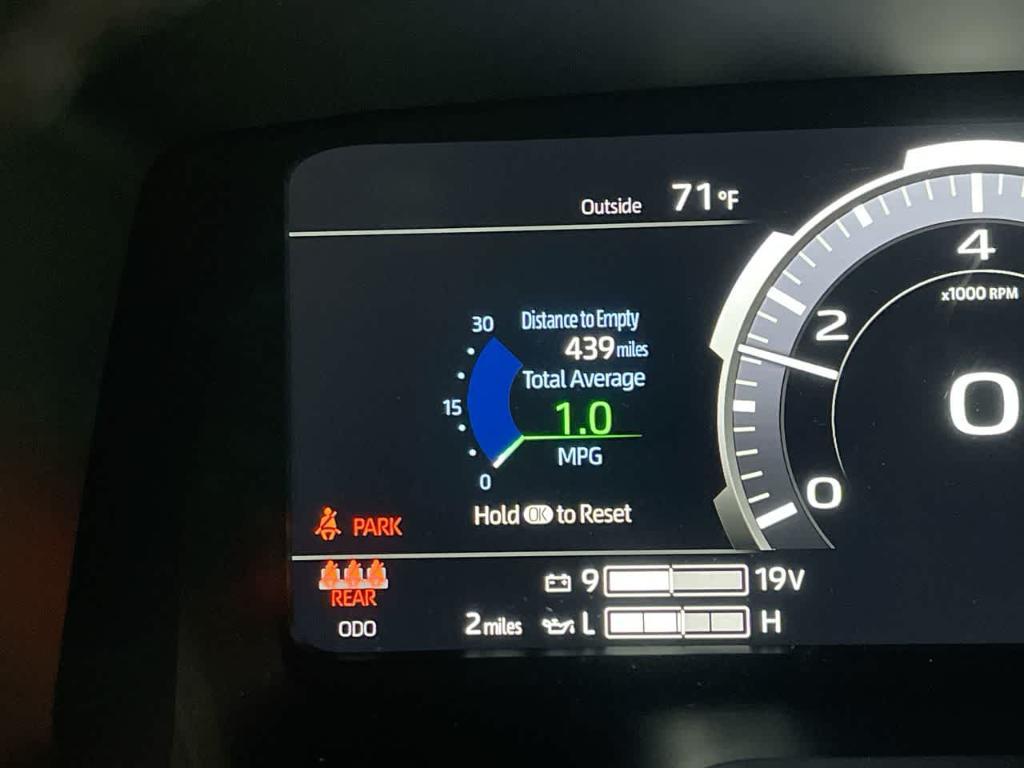 Outside 71°F
4
x1000 RPM
30
Distance to Empty
439 miles
2
Total Average
15
1.0
0
MPG
0
0
Hold OK to Reset
PARK
REAR
9 19V
ODO 2 miles L H